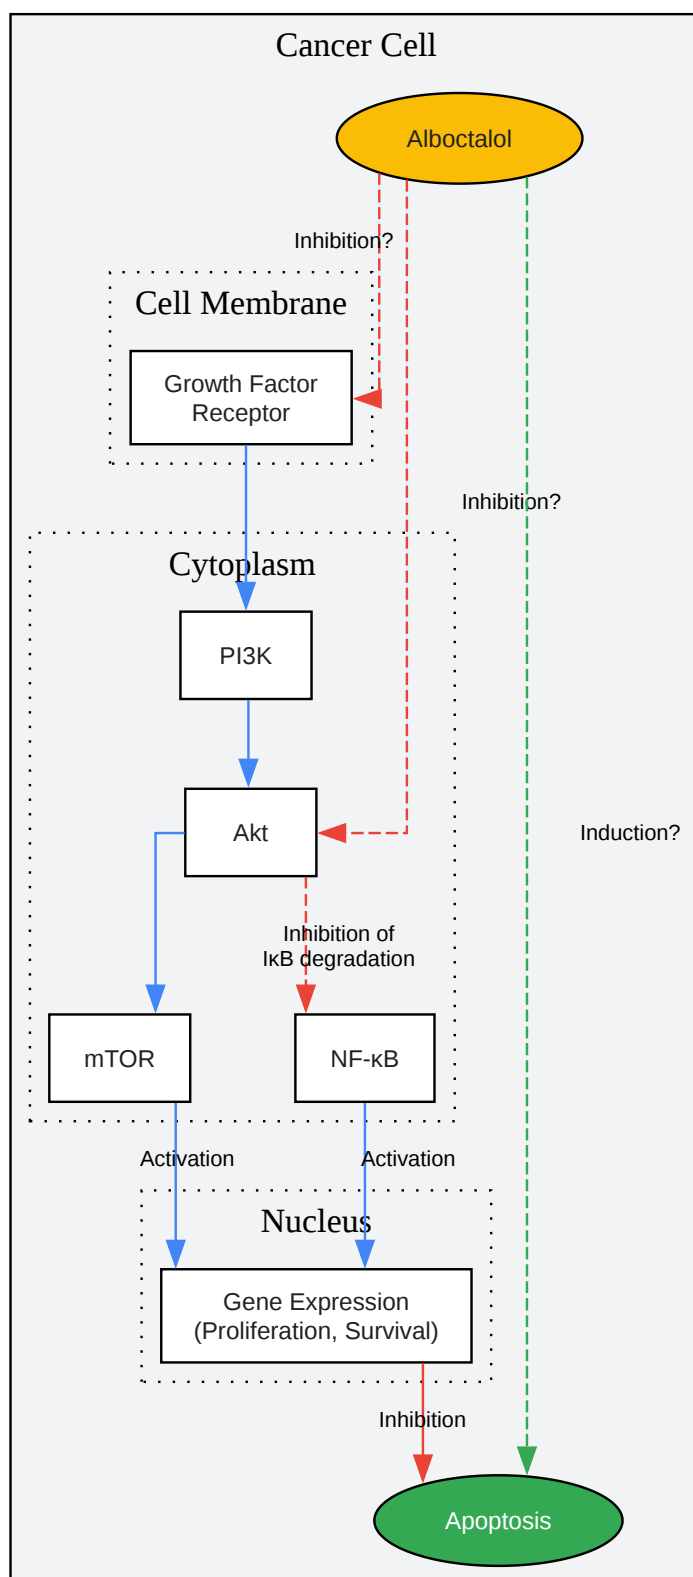 Cancer Cell
Alboctalol
Inhibition?
Cell Membrane
Growth Factor
Receptor
Inhibition?
Cytoplasm
PI3K
Akt
Induction?
Inhibition of
IκB degradation
mTOR
NF-κB
Activation
Activation
Nucleus
Gene Expression
(Proliferation, Survival)
Inhibition
Apoptosis